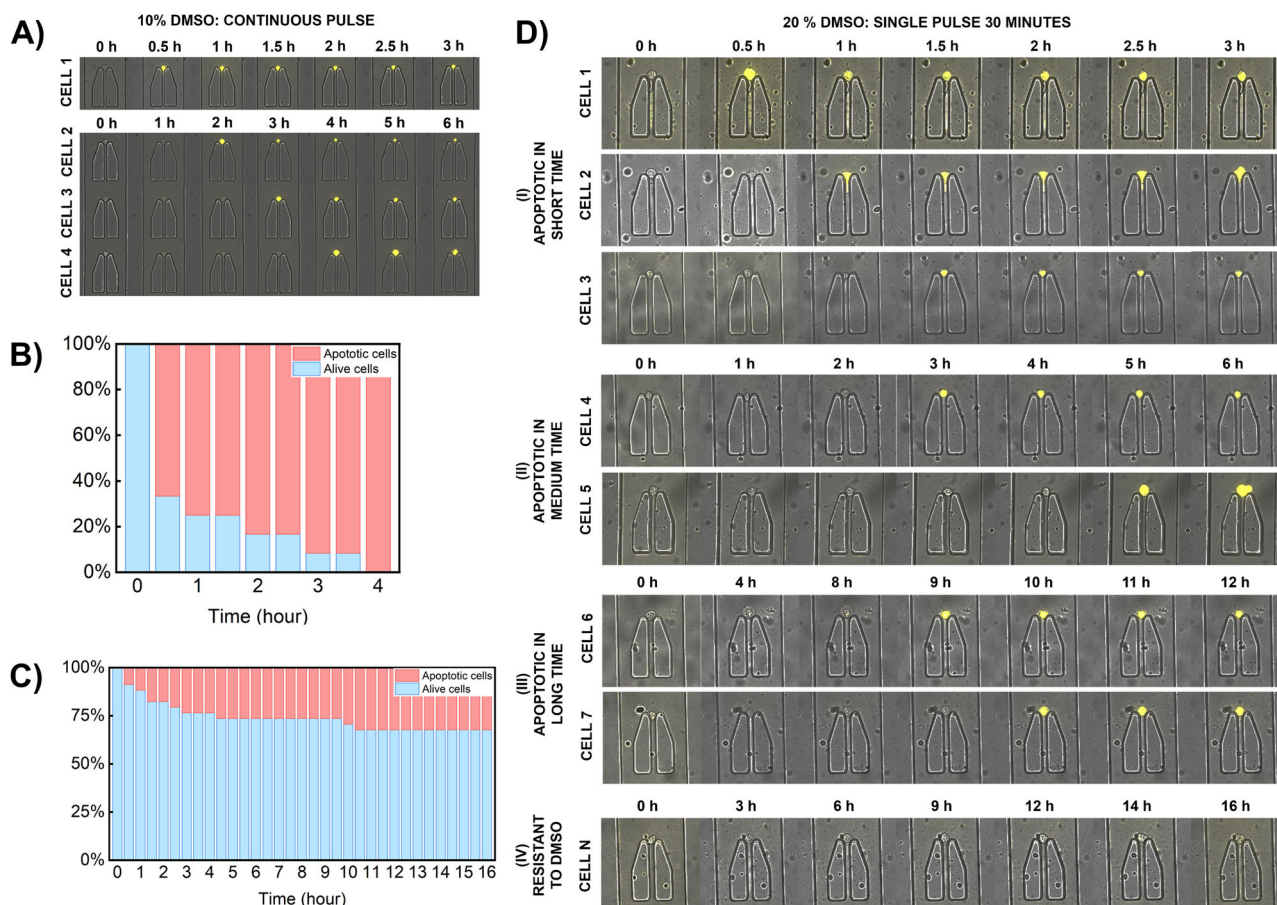 A)
10% DMSO: CONTINUOUS PULSE
0 h 0.5 h 1 h 1.5 h 2 h 2.5 h 3 h
CELL 1
0 h 1 h 2 h 3 h 4 h 5 h 6 h
CELL 2
CELL 3
CELL 4
B)
100%
80%
60%
40%
20%
0%
Apototic cells
Alive cells
0 1 2 3 4
Time (hour)
C)
100%
75%
50%
25%
0%
Apoptotic cells
Alive cells
0 1 2 3 4 5 6 7 8 9 10 11 12 13 14 15 16
Time (hour)
D)
20 % DMSO: SINGLE PULSE 30 MINUTES
0 h 0.5 h 1 h 1.5 h 2 h 2.5 h 3 h
(I)
APOPTOTIC IN
SHORT TIME
CELL 1
CELL 2
CELL 3
0 h 1 h 2 h 3 h 4 h 5 h 6 h
(II)
APOPTOTIC IN
MEDIUM TIME
CELL 4
CELL 5
0 h 4 h 8 h 9 h 10 h 11 h 12 h
(III)
APOPTOTIC IN
LONG TIME
CELL 6
CELL 7
0 h 3 h 6 h 9 h 12 h 14 h 16 h
(IV)
RESISTANT
TO DMSO
CELL N